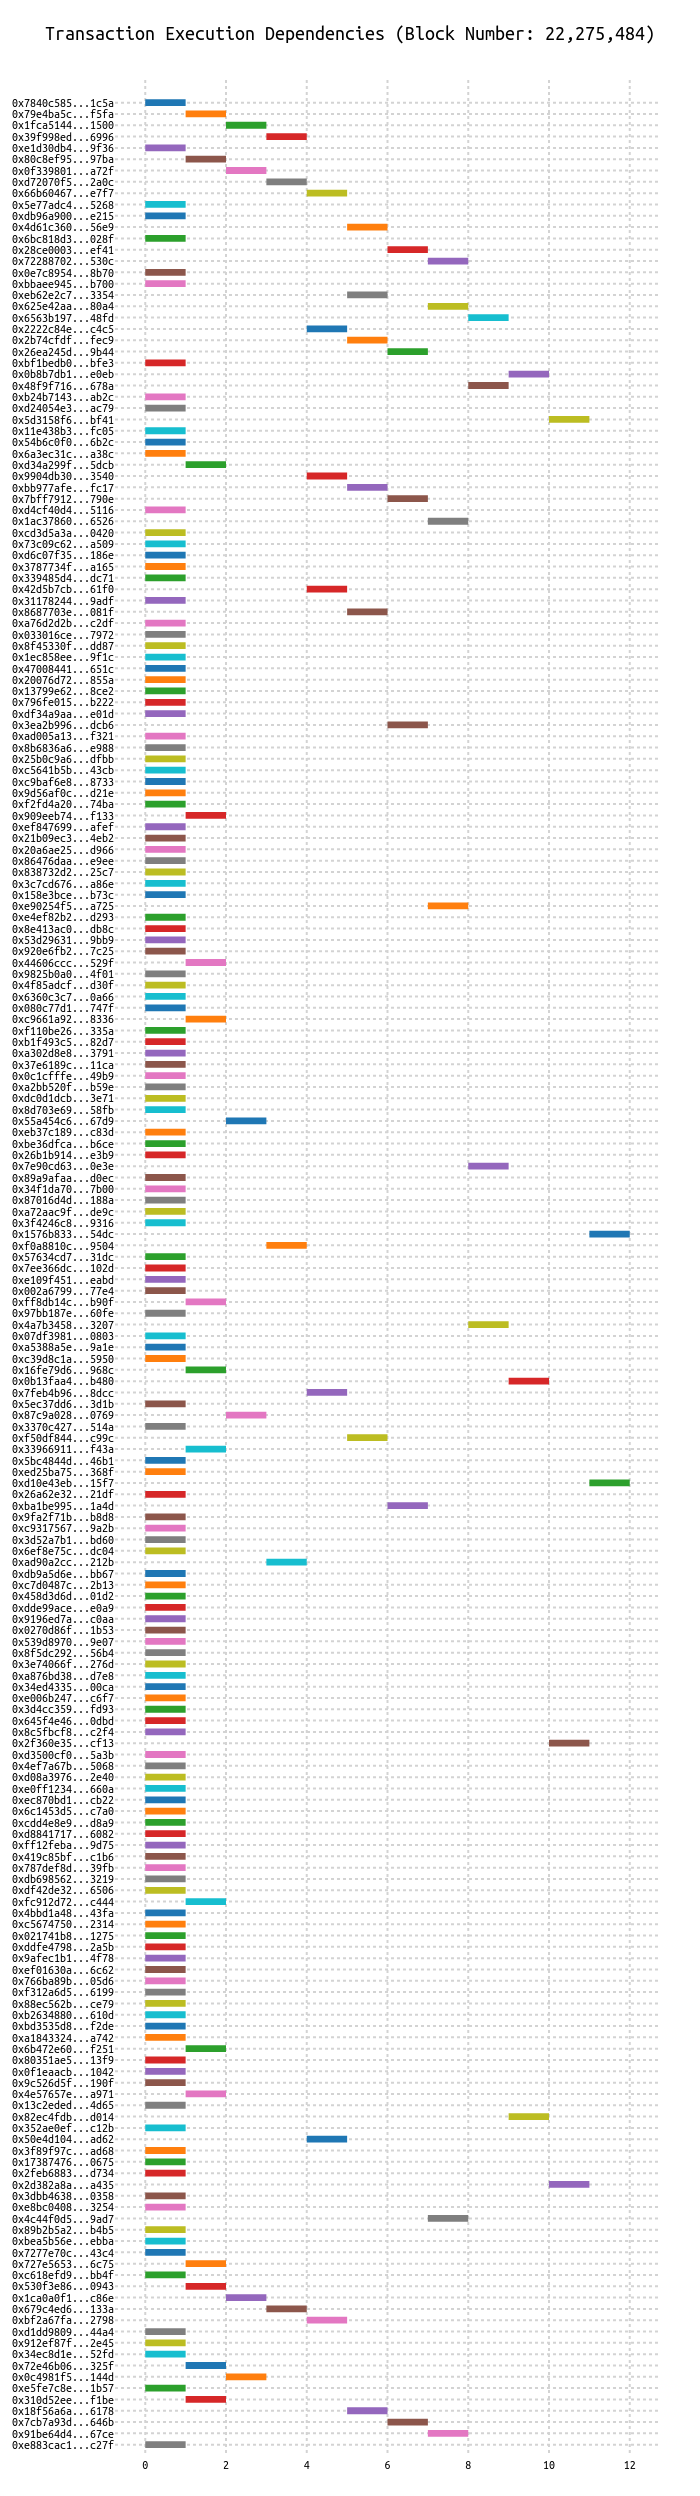 Transaction Execution Dependencies (Block Number: 22,275,484)
0x7840c585...1c5a
0x79e4ba5c...f5fa
0x1fca5144...1500
0x39f998ed...6996
0xe1d30db4...9f36
0x80c8ef95...97ba
0x0f339801...a72f
0xd72070f5...2a0c
0x66b60467...e7f7
0x5e77adc4...5268
0xdb96a900...e215
0x4d61c360...56e9
0x6bc818d3...028f
0x28ce0003...ef41
0x72288702...530c
0x0e7c8954...8b70
0xbbaee945...b700
0xeb62e2c7...3354
0x625e42aa...80a4
0x6563b197...48fd
0x2222c84e...c4c5
0x2b74cfdf...fec9
0x26ea245d...9b44
0xbf1bedb0...bfe3
0x0b8b7db1...e0eb
0x48f9f716...678a
0xb24b7143...ab2c
0xd24054e3...ac79
0x5d3158f6...bf41
0x11e438b3...fc05
0x54b6c0f0...6b2c
0x6a3ec31c...a38c
0xd34a299f...5dcb
0x9904db30...3540
0xbb977afe...fc17
0x7bff7912...790e
0xd4cf40d4...5116
0x1ac37860...6526
0xcd3d5a3a...0420
0x73c09c62...a509
0xd6c07f35...186e
0x3787734f...a165
0x339485d4...dc71
0x42d5b7cb...61f0
0x31178244...9adf
0x8687703e...081f
0xa76d2d2b...c2df
0x033016ce...7972
0x8f45330f...dd87
0x1ec858ee...9f1c
0x47008441...651c
0x20076d72...855a
0x13799e62...8ce2
0x796fe015...b222
0xdf34a9aa...e01d
0x3ea2b996...dcb6
0xad005a13...f321
0x8b6836a6...e988
0x25b0c9a6...dfbb
0xc5641b5b...43cb
0xc9baf6e8...8733
0x9d56af0c...d21e
0xf2fd4a20...74ba
0x909eeb74...f133
0xef847699...afef
0x21b09ec3...4eb2
0x20a6ae25...d966
0x86476daa...e9ee
0x838732d2...25c7
0x3c7cd676...a86e
0x158e3bce...b73c
0xe90254f5...a725
0xe4ef82b2...d293
0x8e413ac0...db8c
0x53d29631...9bb9
0x920e6fb2...7c25
0x44606ccc...529f
0x9825b0a0...4f01
0x4f85adcf...d30f
0x6360c3c7...0a66
0x080c77d1...747f
0xc9661a92...8336
0xf110be26...335a
0xb1f493c5...82d7
0xa302d8e8...3791
0x37e6189c...11ca
0x0c1cfffe...49b9
0xa2bb520f...b59e
0xdc0d1dcb...3e71
0x8d703e69...58fb
0x55a454c6...67d9
0xeb37c189...c83d
0xbe36dfca...b6ce
0x26b1b914...e3b9
0x7e90cd63...0e3e
0x89a9afaa...d0ec
0x34f1da70...7b00
0x87016d4d...188a
0xa72aac9f...de9c
0x3f4246c8...9316
0x1576b833...54dc
0xf0a8810c...9504
0x57634cd7...31dc
0x7ee366dc...102d
0xe109f451...eabd
0x002a6799...77e4
0xff8db14c...b90f
0x97bb187e...60fe
0x4a7b3458...3207
0x07df3981...0803
0xa5388a5e...9a1e
0xc39d8c1a...5950
0x16fe79d6...968c
0x0b13faa4...b480
0x7feb4b96...8dcc
0x5ec37dd6...3d1b
0x87c9a028...0769
0x3370c427...514a
0xf50df844...c99c
0x33966911...f43a
0x5bc4844d...46b1
0xed25ba75...368f
0xd10e43eb...15f7
0x26a62e32...21df
0xba1be995...1a4d
0x9fa2f71b...b8d8
0xc9317567...9a2b
0x3d52a7b1...bd60
0x6ef8e75c...dc04
0xad90a2cc...212b
0xdb9a5d6e...bb67
0xc7d0487c...2b13
0x458d3d6d...01d2
0xdde99ace...e0a9
0x9196ed7a...c0aa
0x0270d86f...1b53
0x539d8970...9e07
0x8f5dc292...56b4
0x3e74066f...276d
0xa876bd38...d7e8
0x34ed4335...00ca
0xe006b247...c6f7
0x3d4cc359...fd93
0x645f4e46...0dbd
0x8c5fbcf8...c2f4
0x2f360e35...cf13
0xd3500cf0...5a3b
0x4ef7a67b...5068
0xd08a3976...2e40
0xe0ff1234...660a
0xec870bd1...cb22
0x6c1453d5...c7a0
0xcdd4e8e9...d8a9
0xd8841717...6082
0xff12feba...9d75
0x419c85bf...c1b6
0x787def8d...39fb
0xdb698562...3219
0xdf42de32...6506
0xfc912d72...c444
0x4bbd1a48...43fa
0xc5674750...2314
0x021741b8...1275
0xddfe4798...2a5b
0x9afec1b1...4f78
0xef01630a...6c62
0x766ba89b...05d6
0xf312a6d5...6199
0x88ec562b...ce79
0xb2634880...610d
0xbd3535d8...f2de
0xa1843324...a742
0x6b472e60...f251
0x80351ae5...13f9
0x0f1eaacb...1042
0x9c526d5f...190f
0x4e57657e...a971
0x13c2eded...4d65
0x82ec4fdb...d014
0x352ae0ef...c12b
0x50e4d104...ad62
0x3f89f97c...ad68
0x17387476...0675
0x2feb6883...d734
0x2d382a8a...a435
0x3dbb4638...0358
0xe8bc0408...3254
0x4c44f0d5...9ad7
0x89b2b5a2...b4b5
0xbea5b56e...ebba
0x7277e70c...43c4
0x727e5653...6c75
0xc618efd9...bb4f
0x530f3e86...0943
0x1ca0a0f1...c86e
0x679c4ed6...133a
0xbf2a67fa...2798
0xd1dd9809...44a4
0x912ef87f...2e45
0x34ec8d1e...52fd
0x72e46b06...325f
0x0c4981f5...144d
0xe5fe7c8e...1b57
0x310d52ee...f1be
0x18f56a6a...6178
0x7cb7a93d...646b
0x91be64d4...67ce
0xe883cac1...c27f
0 2 4 6 8 10 12